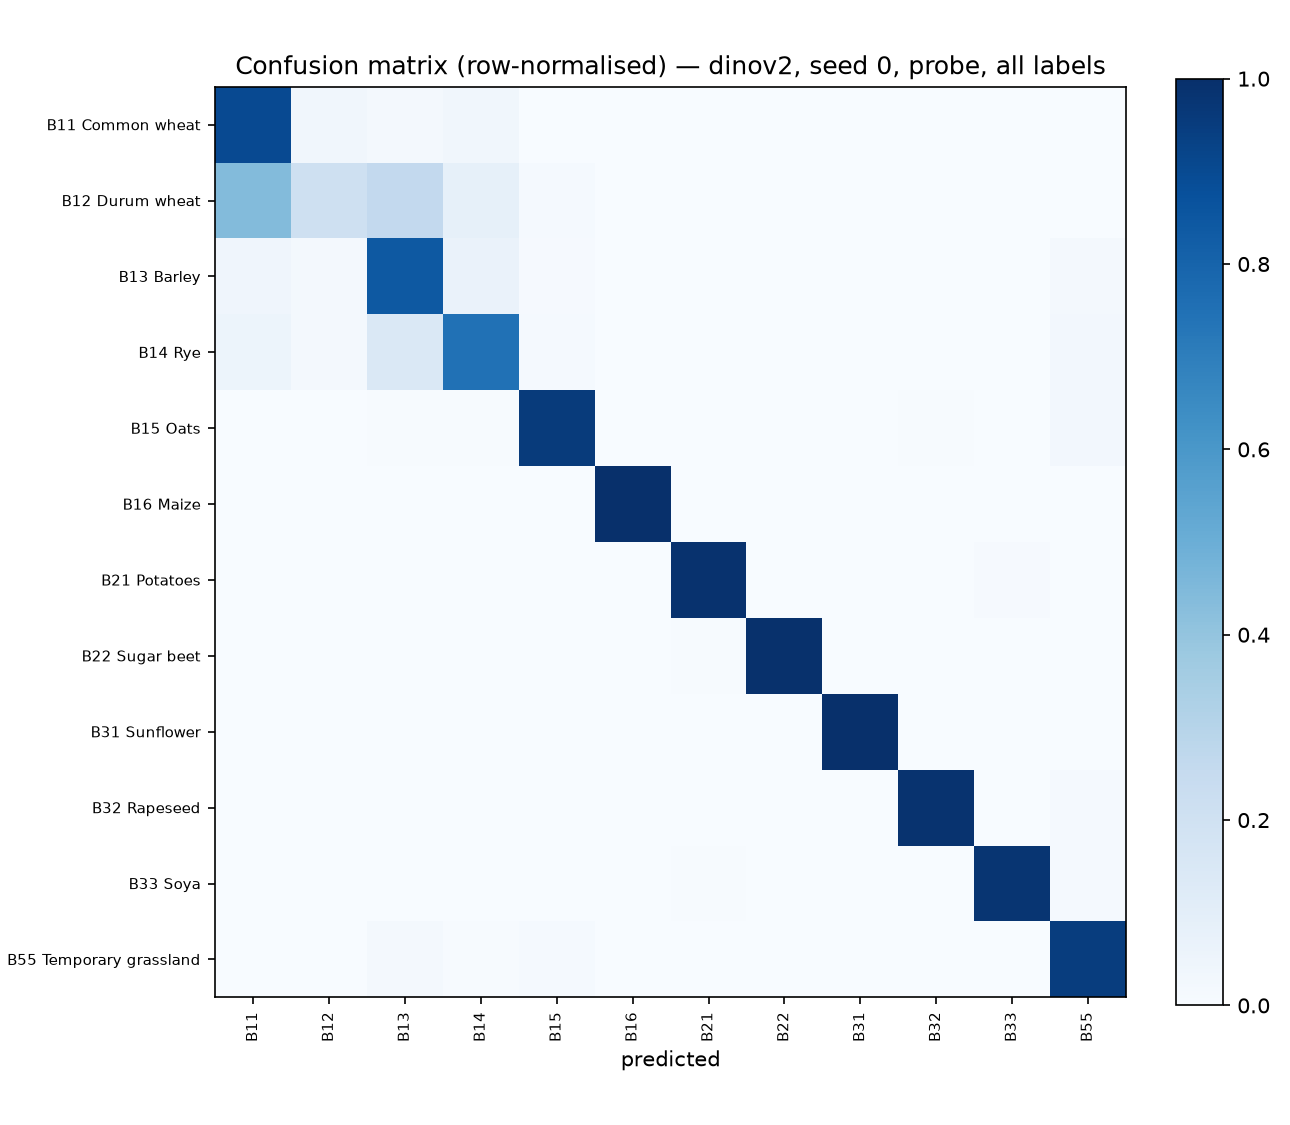 Confusion matrix (row-normalised) — dinov2, seed 0, probe, all labels
B11 Common wheat
B12 Durum wheat
B13 Barley
B14 Rye
B15 Oats
B16 Maize
B21 Potatoes
B22 Sugar beet
B31 Sunflower
B32 Rapeseed
B33 Soya
B55 Temporary grassland
B11
B12
B13
B14
B15
B16
B21
B22
B31
B32
B33
B55
predicted
1.0
0.8
0.6
0.4
0.2
0.0